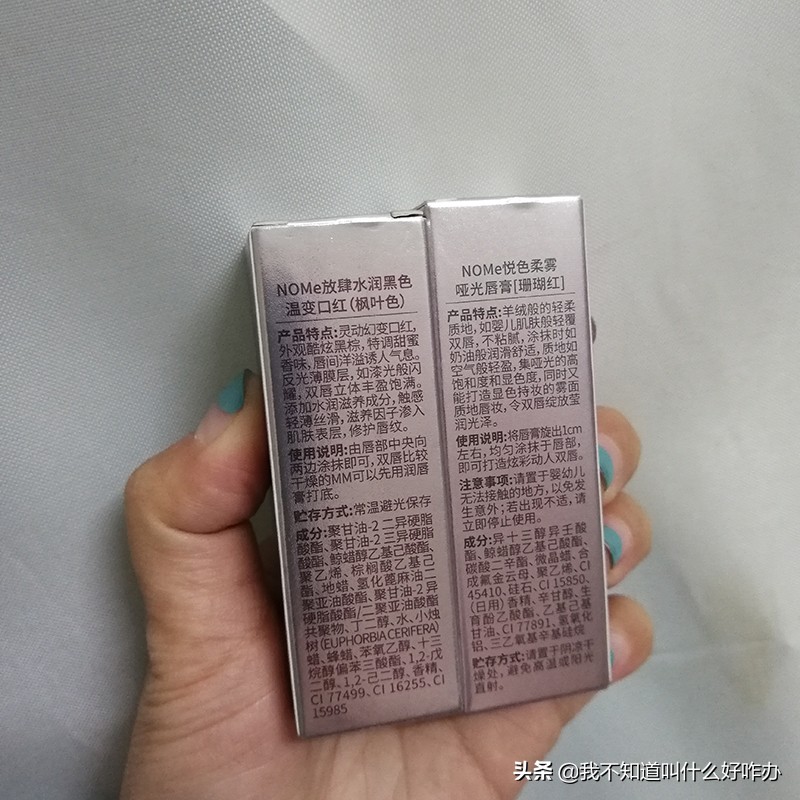 NOMe放肆水润黑色
温变口红(枫叶色)
产品特点:灵动幻变口红,
外观酷炫黑棕,特调甜蜜
香味,唇间洋溢诱人气息。
反光薄膜层,如漆光般闪
耀,双唇立体丰盈饱满。
添加水润滋养成分,触感
轻薄丝滑,滋养因子渗入
肌肤表层,修护唇纹。
使用说明:由唇部中央向
两边涂抹即可,双唇比较
干燥的MM可以先用润唇
膏打底。
贮存方式:常温避光保存
成分:聚甘油-2 二异硬脂
酸酯、聚甘油-2 三异硬脂
酸酯、鲸蜡醇乙基己酸酯、
聚乙烯、棕榈酸乙基己
酯、地蜡、氢化蓖麻油二
聚亚油酸酯、聚甘油-2 异
硬脂酸酯/二聚亚油酸酯
共聚物、丁二醇、水、小烛
树(EUPHORBIA CERIFERA)
蜡、蜂蜡、苯氧乙醇、十三
烷醇偏苯三酸酯、1,2-戊
二醇、1,2-己二醇、香精、
CI 77499、CI 16255、CI
15985
NOMe悦色柔雾
哑光唇膏[珊瑚红]
产品特点:羊绒般的轻柔
质地,如婴儿肌肤般轻覆
双唇,不粘腻,涂抹时如
奶油般润滑舒适,质地如
空气般轻盈,集哑光的高
饱和度和显色度,同时又
能打造显色持妆的雾面
质地唇妆,令双唇绽放莹
润光泽。
使用说明:将唇膏旋出1cm
左右,均匀涂抹于唇部,
即可打造炫彩动人双唇。
注意事项:请置于婴幼儿
无法接触的地方,以免发
生意外;若出现不适,请
立即停止使用。
成分:异十三醇异壬酸
酯、鲸蜡醇乙基己酸酯、
碳酸二辛酯、微晶蜡、合
成氟金云母、聚乙烯、CI
45410、硅石、CI 15850、
(日用)香精、辛甘醇、生
育酚乙酸酯、乙基己基
甘油、CI 77891、氢氧化
铝、三乙氧基辛基硅烷
贮存方式:请置于阴凉干
燥处,避免高温或阳光
直射。
头条 @我不知道叫什么好咋办